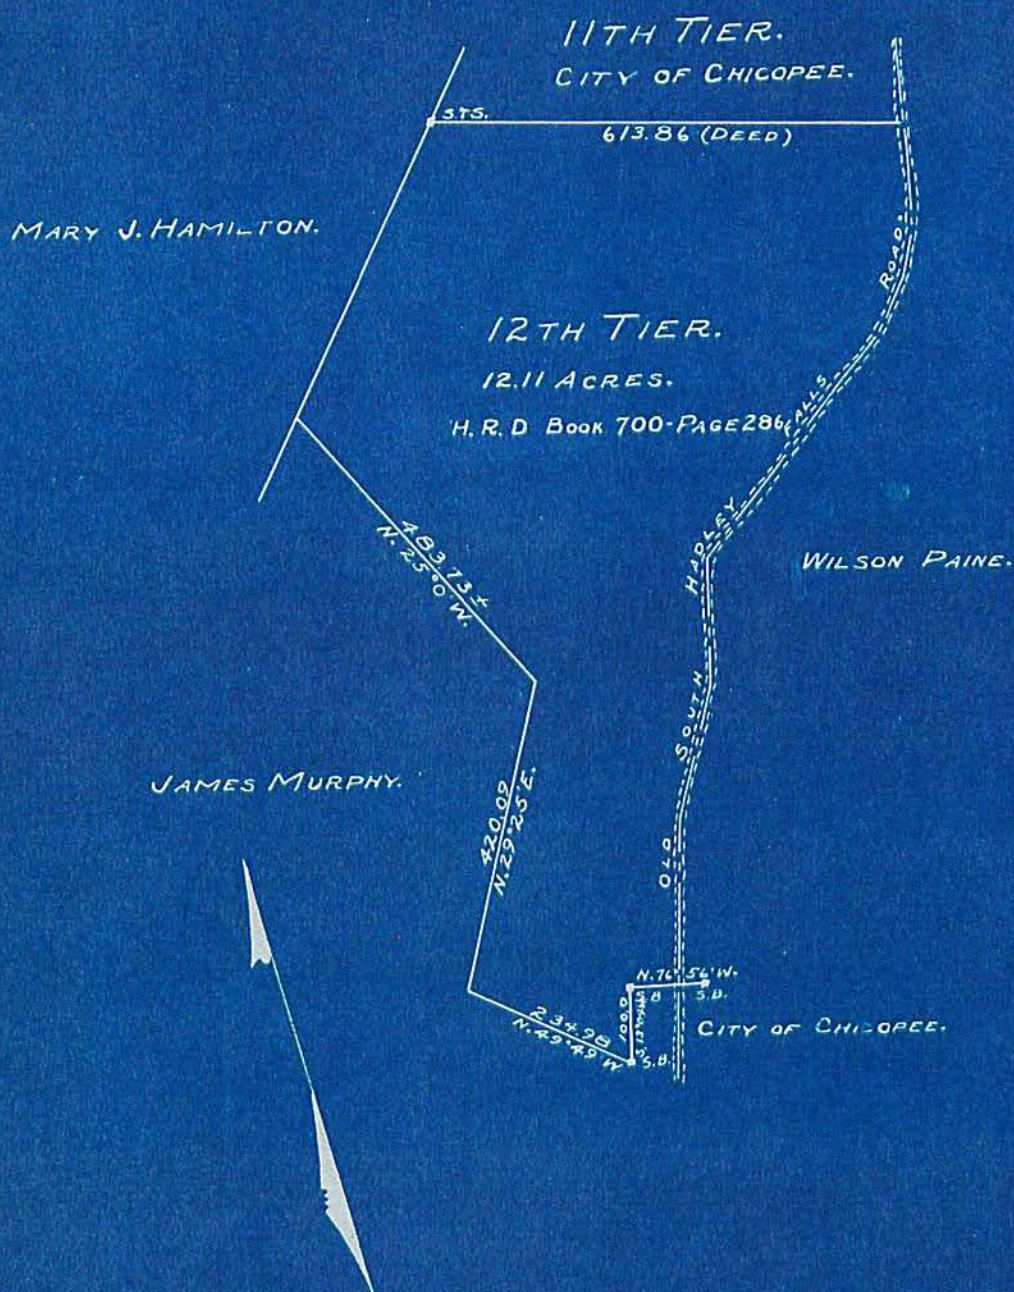 11TH TIER.
CITY OF CHICOPEE.
STS.
613.86 (DEED)
MARY J. HAMILTON.
12TH TIER.
12.11 ACRES.
H. R. D BOOK 700-PAGE 286
OLD SOUTH HADLEY FALLS ROAD.
483.73±
N. 25°0 W.
WILSON PAINE.
JAMES MURPHY.
420.09
N. 29°25'E.
N. 76° 56' W.
S.B
S.B.
100.0
234.98
N. 49°49 W
S.B.
CITY OF CHICOPEE.